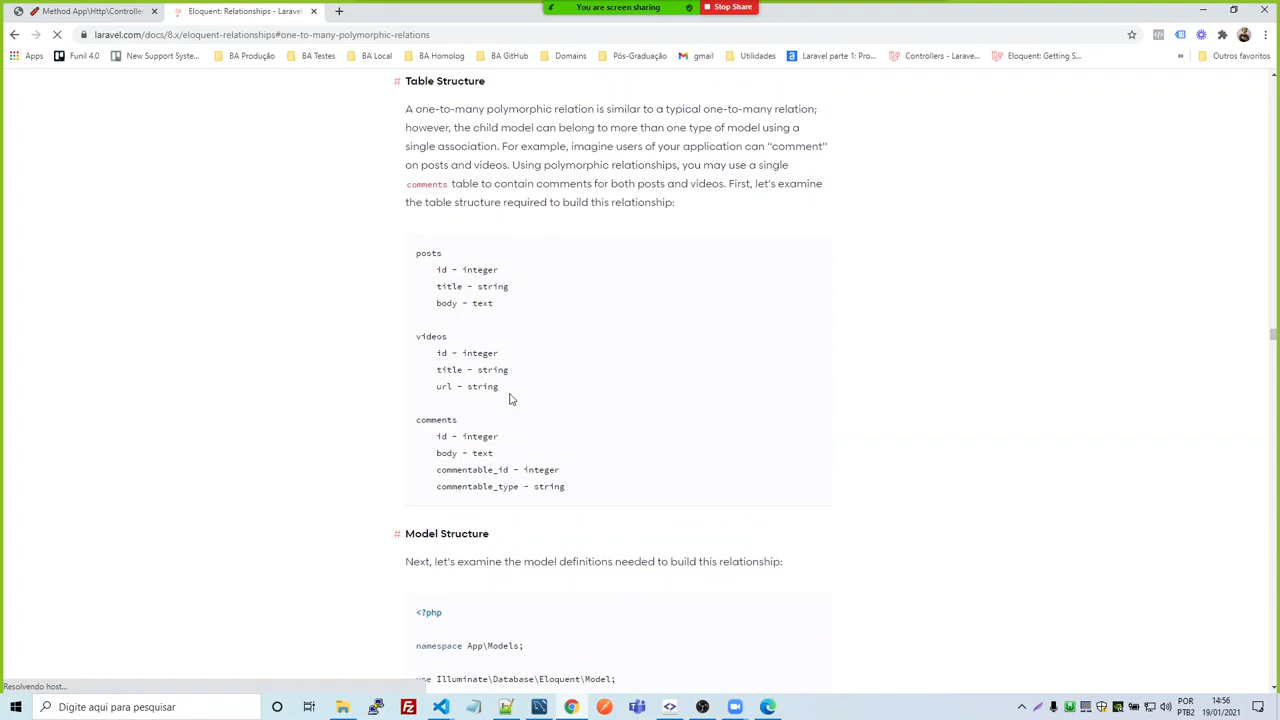 Method App\Http\Controller
Eloquent: Relationships - Laravel
You are screen sharing
Stop Share
laravel.com/docs/8.x/eloquent-relationships#one-to-many-polymorphic-relations
Apps
Funil 4.0
New Support Syste...
BA Produção
BA Testes
BA Local
BA Homolog
BA GitHub
Domains
Pós-Graduação
gmail
Utilidades
Laravel parte 1: Pro...
Controllers - Larave...
Eloquent: Getting S...
»
Outros favoritos
# Table Structure
A one-to-many polymorphic relation is similar to a typical one-to-many relation;
however, the child model can belong to more than one type of model using a
single association. For example, imagine users of your application can "comment"
on posts and videos. Using polymorphic relationships, you may use a single
comments table to contain comments for both posts and videos. First, let's examine
the table structure required to build this relationship:
posts
id - integer
title - string
body - text
videos
id - integer
title - string
url - string
comments
id - integer
body - text
commentable_id - integer
commentable_type - string
# Model Structure
Next, let's examine the model definitions needed to build this relationship:
<?php
namespace App\Models;
use Illuminate\Database\Eloquent\Model;
Resolvendo host...
Digite aqui para pesquisar
POR
PTB2
14:56
19/01/2021